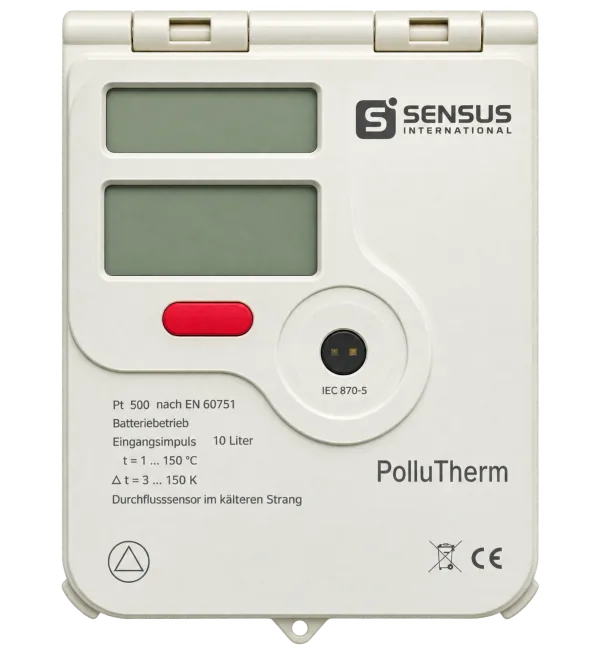 SENSUS
INTERNATIONAL
IEC 870-5
Pt 500 nach EN 60751
Batteriebetrieb
Eingangsimpuls 10 Liter
t = 1 ... 150 °C
Δ t = 3 ... 150 K
Durchflusssensor im kälteren Strang
PolluTherm
CE